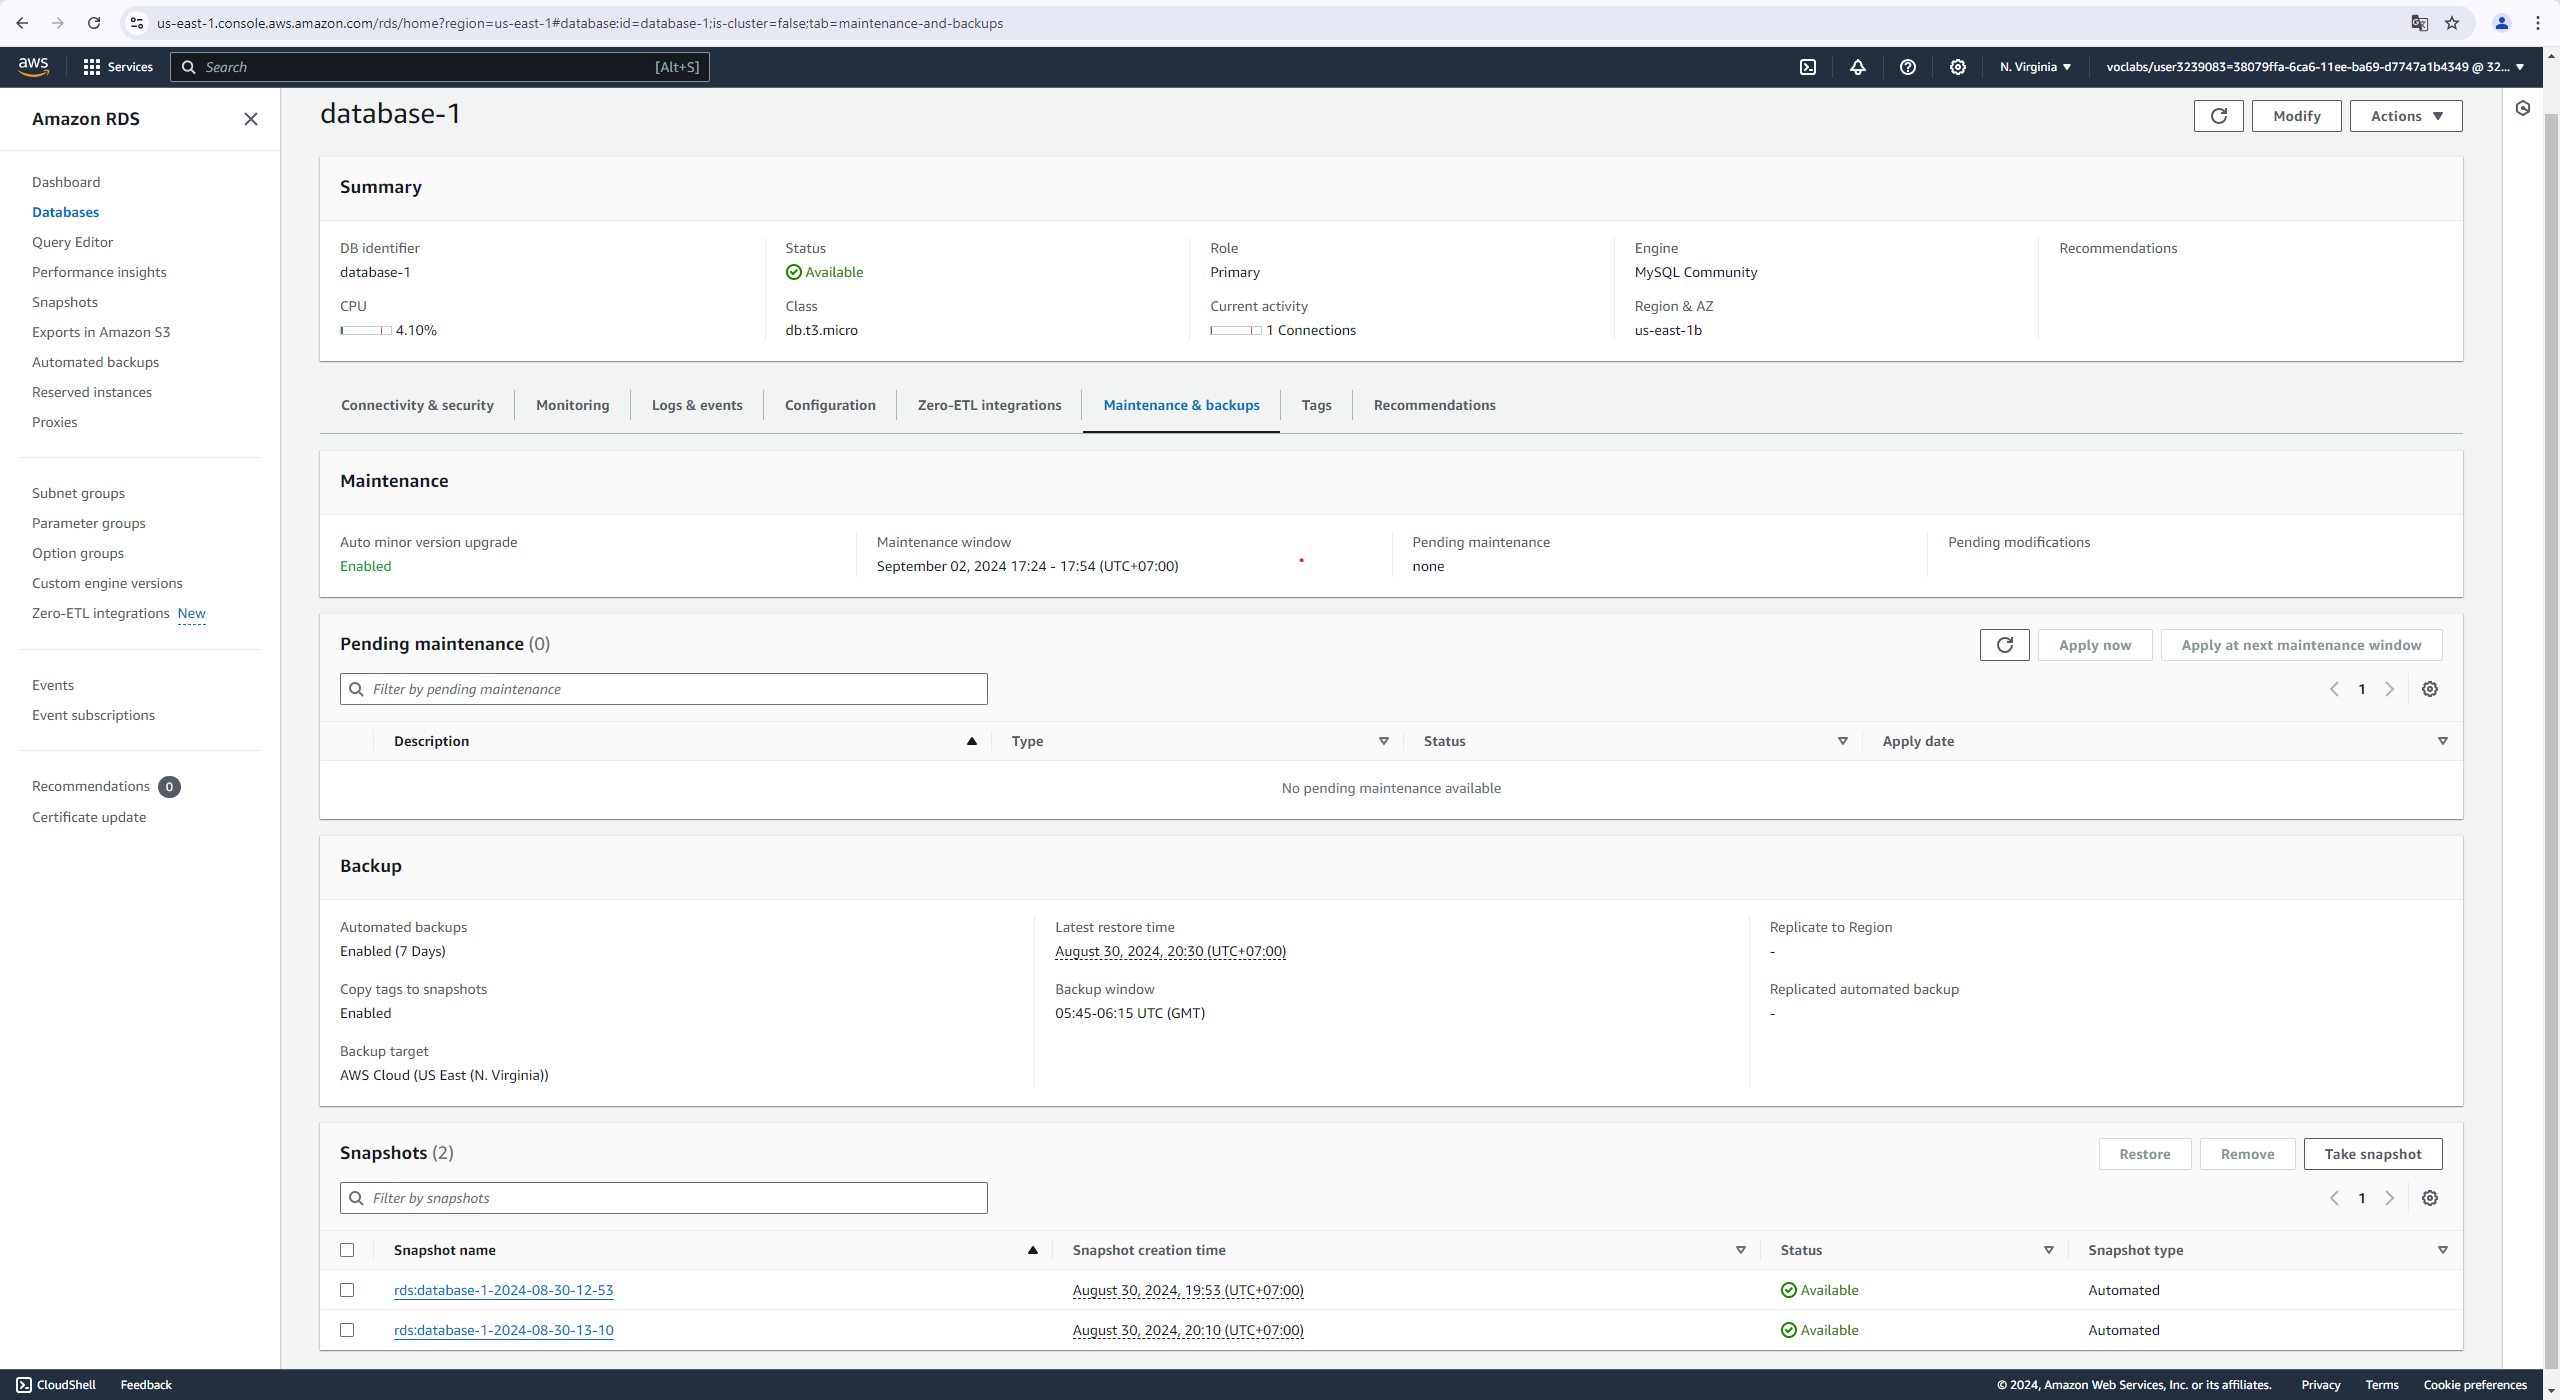 us-east-1.console.aws.amazon.com/rds/home?region=us-east-1#database:id=database-1;is-cluster=false;tab=maintenance-and-backups
aws Services Search [Alt+S] N. Virginia voclabs/user3239083=38079ffa-6ca6-11ee-ba69-d7747a1b4349 @ 32...
Amazon RDS
Dashboard
Databases
Query Editor
Performance insights
Snapshots
Exports in Amazon S3
Automated backups
Reserved instances
Proxies
Subnet groups
Parameter groups
Option groups
Custom engine versions
Zero-ETL integrations New
Events
Event subscriptions
Recommendations 0
Certificate update
database-1 Modify Actions
Summary
DB identifier Status Role Engine Recommendations
database-1 Available Primary MySQL Community
CPU Class Current activity Region & AZ
4.10% db.t3.micro 1 Connections us-east-1b
Connectivity & security Monitoring Logs & events Configuration Zero-ETL integrations Maintenance & backups Tags Recommendations
Maintenance
Auto minor version upgrade Maintenance window Pending maintenance Pending modifications
Enabled September 02, 2024 17:24 - 17:54 (UTC+07:00) none
Pending maintenance (0) Apply now Apply at next maintenance window
Filter by pending maintenance 1
Description Type Status Apply date
No pending maintenance available
Backup
Automated backups Latest restore time Replicate to Region
Enabled (7 Days) August 30, 2024, 20:30 (UTC+07:00) -
Copy tags to snapshots Backup window Replicated automated backup
Enabled 05:45-06:15 UTC (GMT) -
Backup target
AWS Cloud (US East (N. Virginia))
Snapshots (2) Restore Remove Take snapshot
Filter by snapshots 1
Snapshot name Snapshot creation time Status Snapshot type
rds:database-1-2024-08-30-12-53 August 30, 2024, 19:53 (UTC+07:00) Available Automated
rds:database-1-2024-08-30-13-10 August 30, 2024, 20:10 (UTC+07:00) Available Automated
CloudShell Feedback © 2024, Amazon Web Services, Inc. or its affiliates. Privacy Terms Cookie preferences